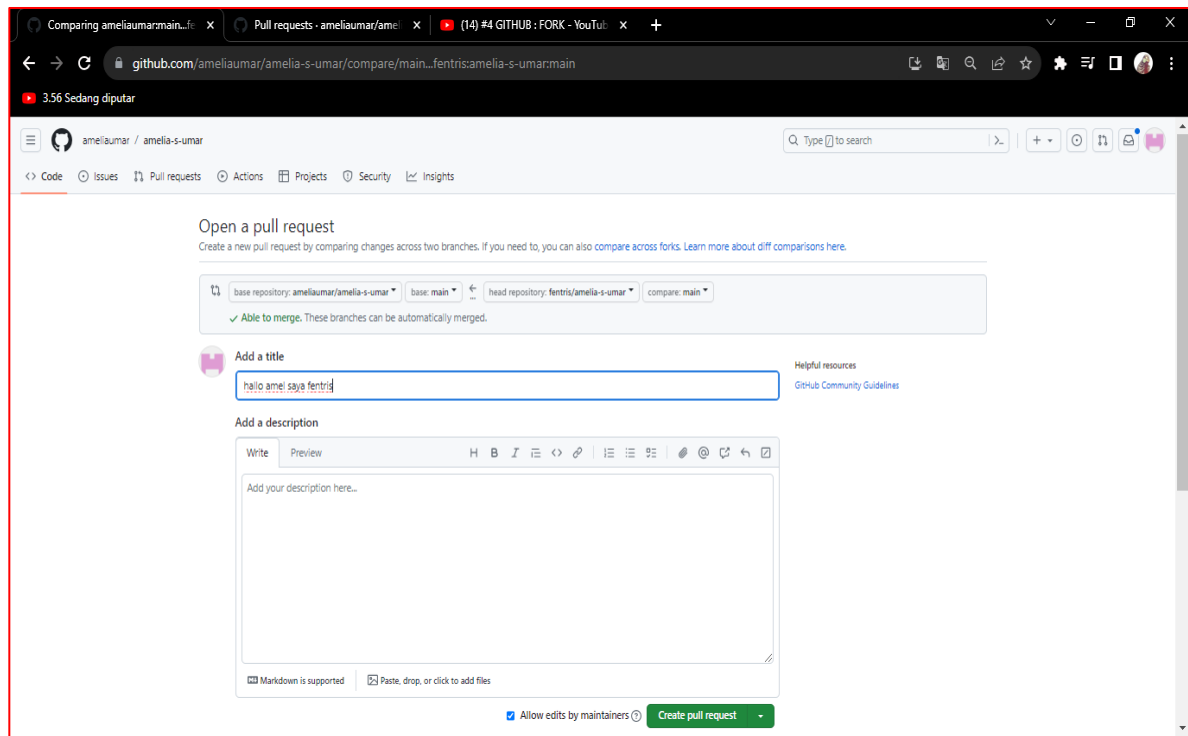 Comparing ameliaumar:main...fe
Pull requests · ameliaumar/amel
(14) #4 GITHUB : FORK - YouTub
github.com/ameliaumar/amelia-s-umar/compare/main...fentris:amelia-s-umar:main
3.56 Sedang diputar
ameliaumar / amelia-s-umar
Type / to search
Code Issues Pull requests Actions Projects Security Insights
Open a pull request
Create a new pull request by comparing changes across two branches. If you need to, you can also compare across forks. Learn more about diff comparisons here.
base repository: ameliaumar/amelia-s-umar base: main head repository: fentris/amelia-s-umar compare: main
Able to merge. These branches can be automatically merged.
Add a title
Helpful resources
hallo amel saya fentris
GitHub Community Guidelines
Add a description
Write Preview H B I
Add your description here...
Markdown is supported Paste, drop, or click to add files
Allow edits by maintainers Create pull request